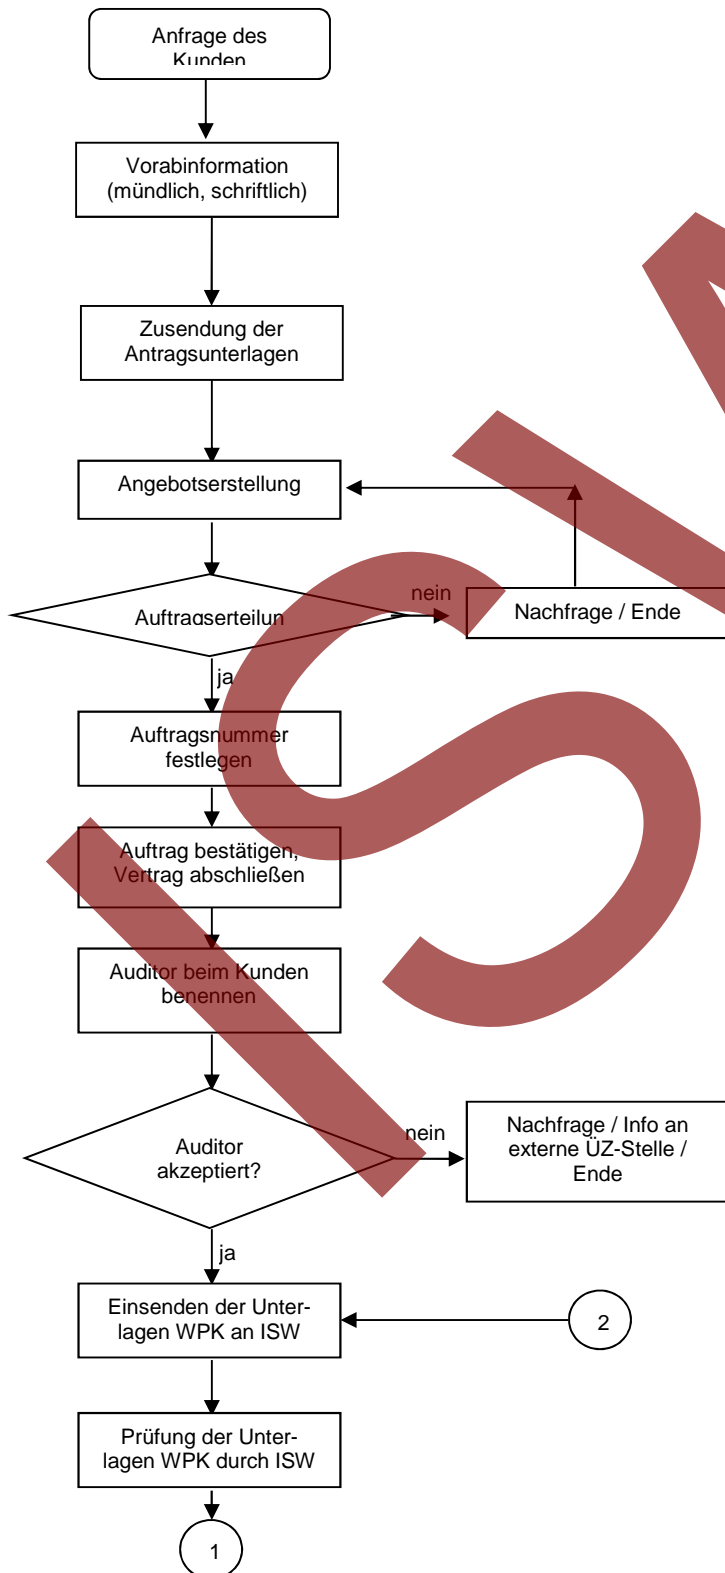 Anfrage des
Kunden
Vorabinformation
(mündlich, schriftlich)
Zusendung der
Antragsunterlagen
Angebotserstellung
Auftragserteilun
nein
Nachfrage / Ende
ja
Auftragsnummer
festlegen
Auftrag bestätigen,
Vertrag abschließen
Auditor beim Kunden
benennen
Auditor
akzeptiert?
nein
Nachfrage / Info an
externe ÜZ-Stelle /
Ende
ja
Einsenden der Unter-
lagen WPK an ISW
2
Prüfung der Unter-
lagen WPK durch ISW
1